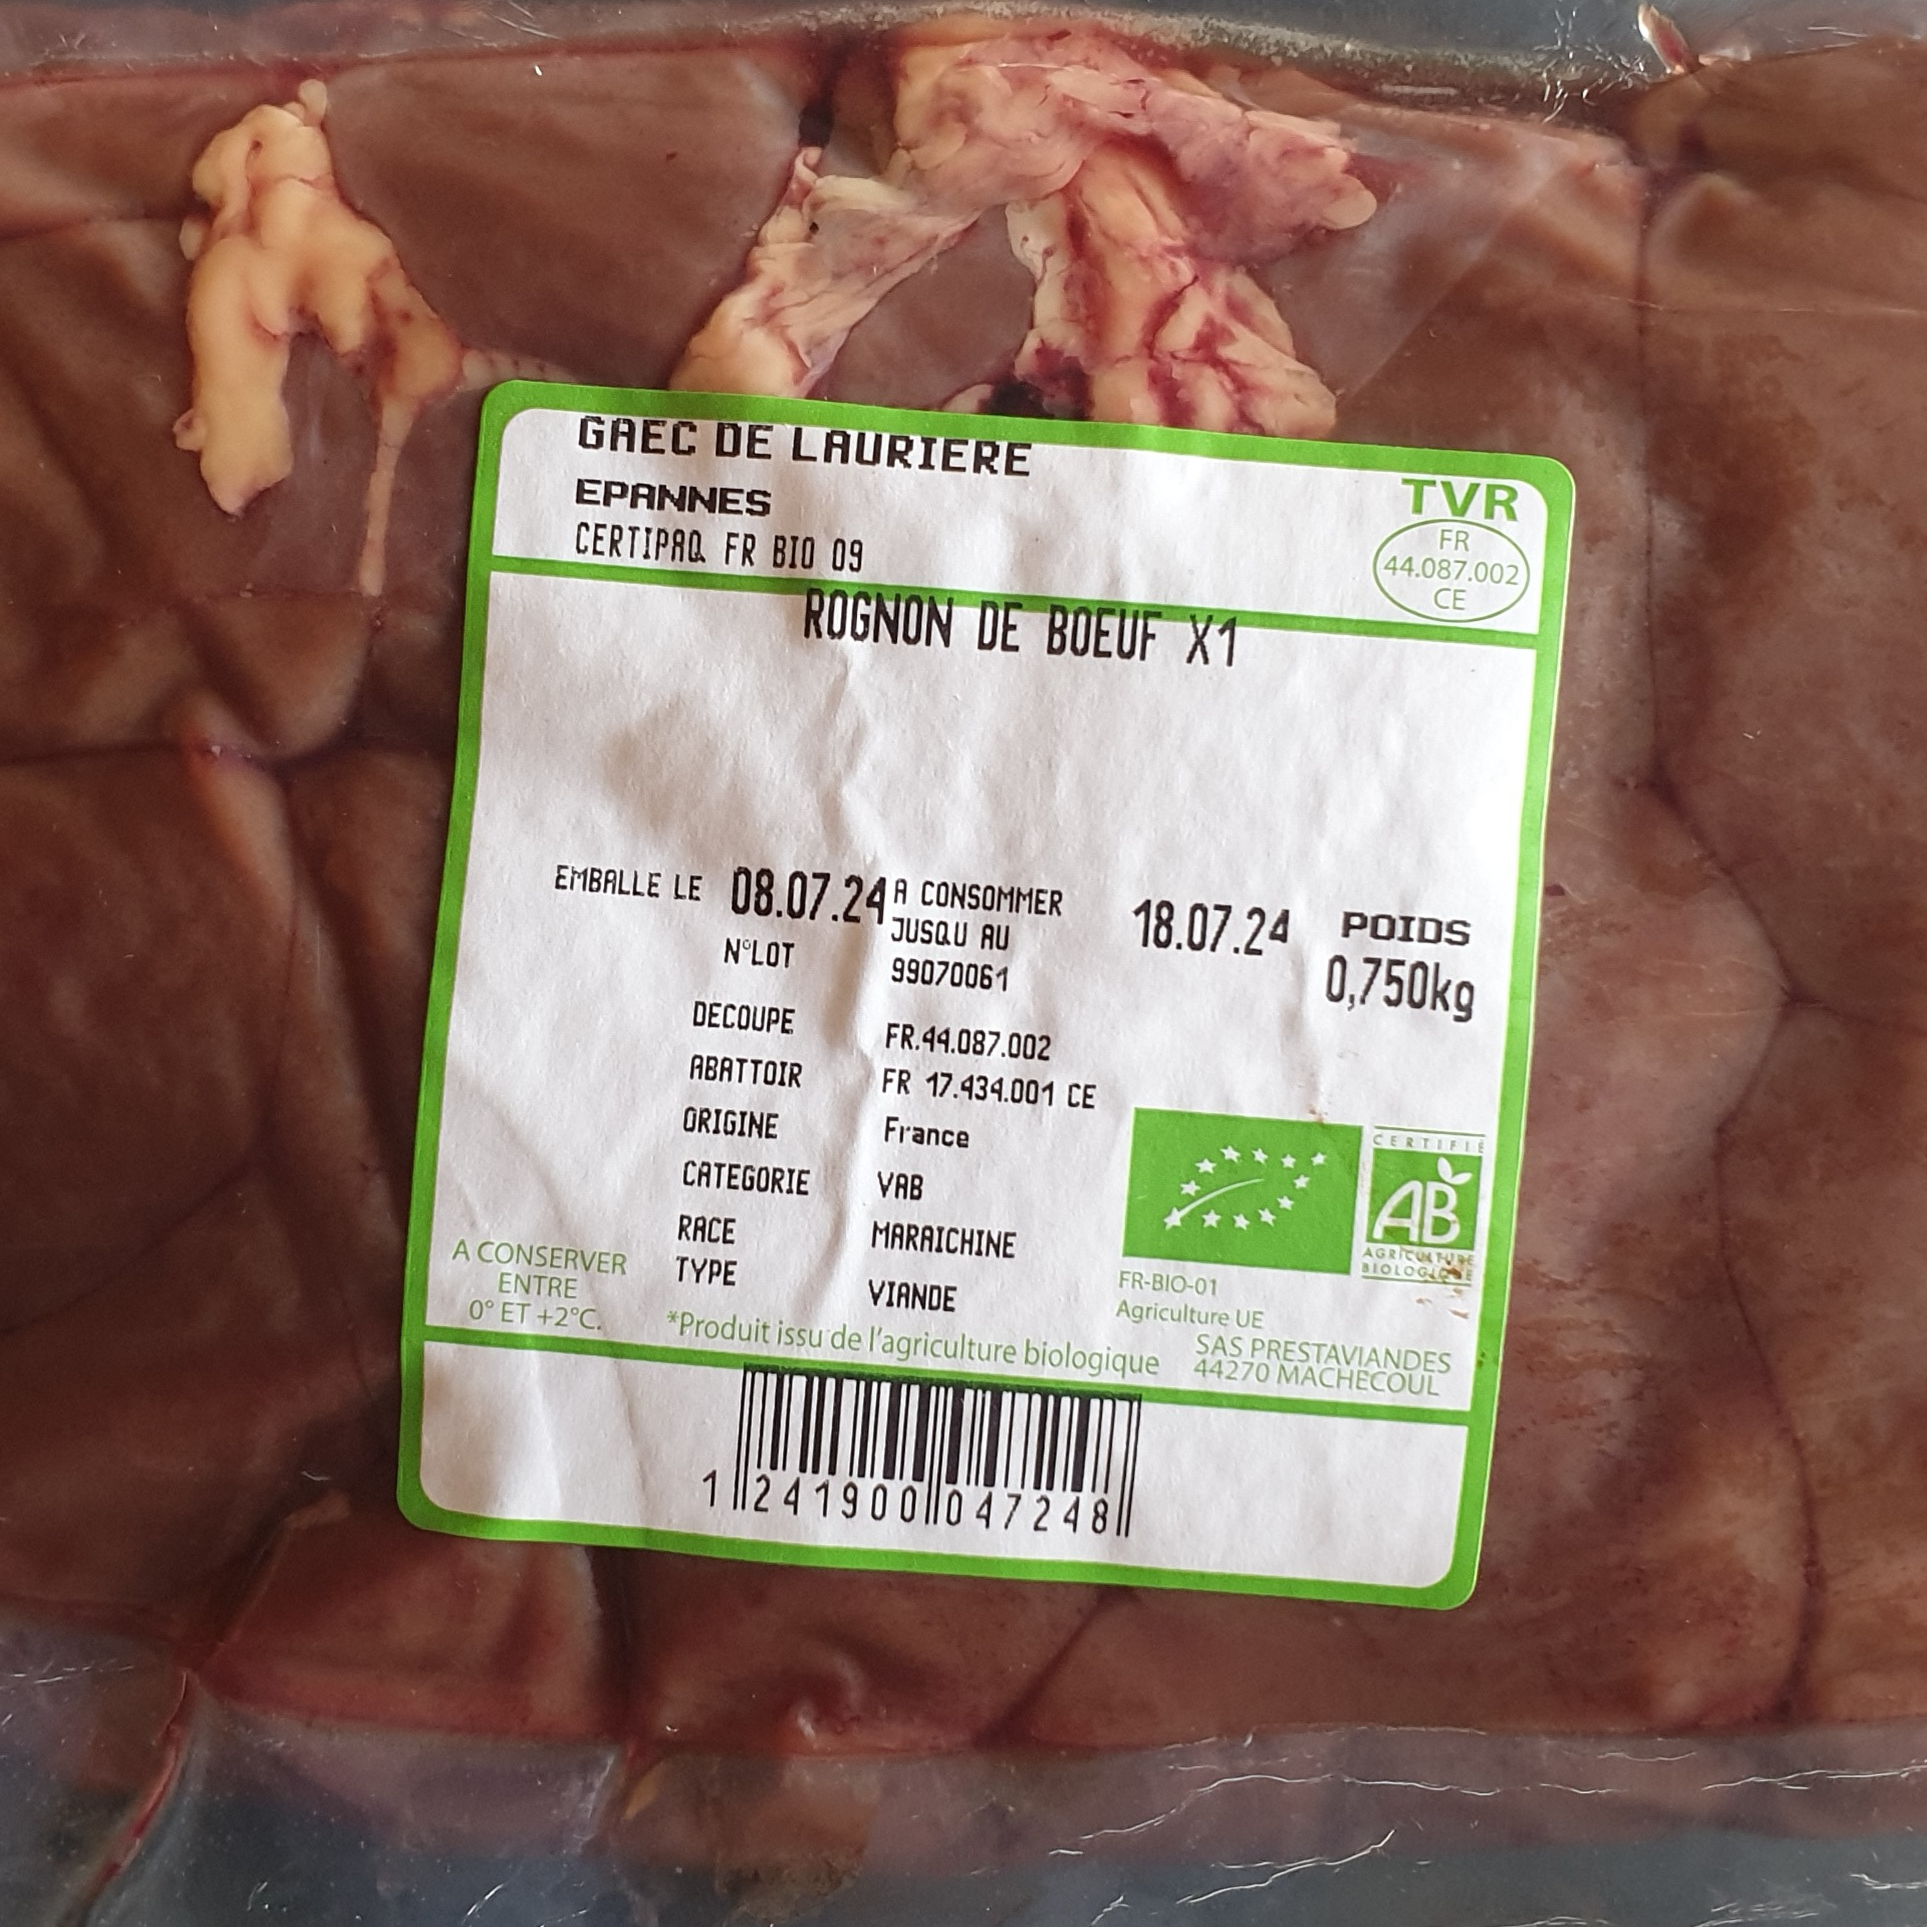 GAEC DE LAURIERE
EPANNES
CERTIPAQ FR BIO 09
TVR
FR
44.087.002
CE
ROGNON DE BOEUF X1
EMBALLE LE 08.07.24 A CONSOMMER
JUSQU AU
18.07.24
POIDS
0,750kg
N°LOT 99070061
DECOUPE FR.44.087.002
ABATTOIR FR 17.434.001 CE
ORIGINE France
CATEGORIE VAB
RACE MARAICHINE
TYPE VIANDE
CERTIFIÉ
AB
AGRICULTURE
BIOLOGIQUE
FR-BIO-01
Agriculture UE
A CONSERVER
ENTRE
0° ET +2°C.
*Produit issu de l'agriculture biologique
SAS PRESTAVIANDES
44270 MACHECOUL
1 241900 047248